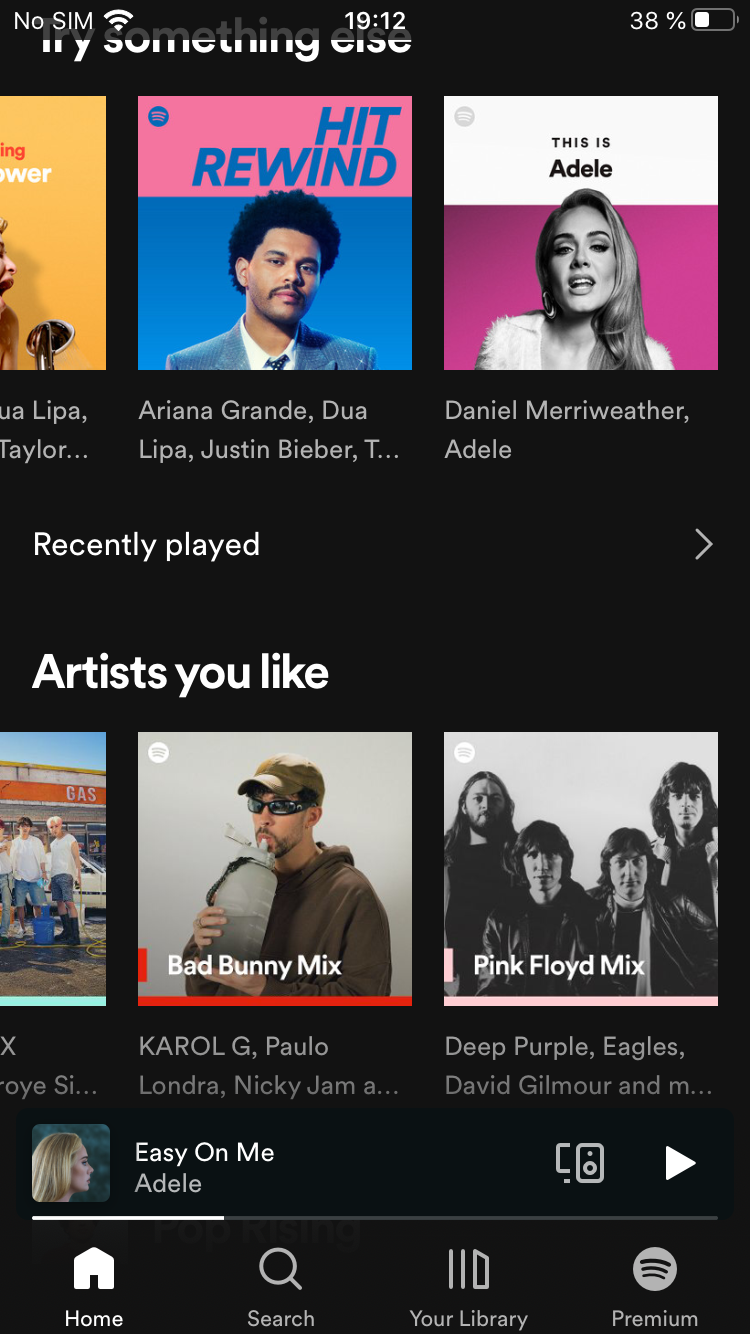 No SIM 19:12 38 %
Try something else
ing
ower
HIT
REWIND
THIS IS
Adele
ua Lipa,
Taylor...
Ariana Grande, Dua
Lipa, Justin Bieber, T...
Daniel Merriweather,
Adele
Recently played
Artists you like
GAS
Bad Bunny Mix
Pink Floyd Mix
X
roye Si...
KAROL G, Paulo
Londra, Nicky Jam a...
Deep Purple, Eagles,
David Gilmour and m...
Easy On Me
Adele
Pop Rising
Home
Search
Your Library
Premium